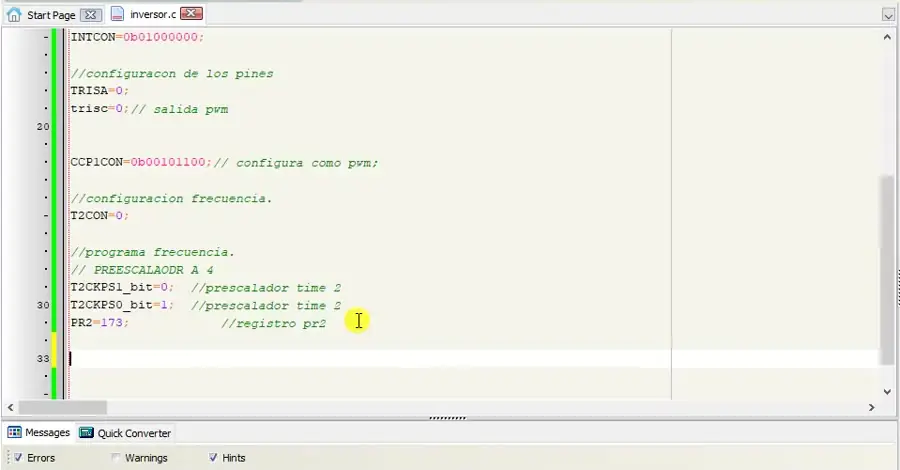 Start Page inversor.c
INTCON=0b01000000;
//configuracon de los pines
TRISA=0;
trisc=0;// salida pwm
20
CCP1CON=0b00101100;// configura como pwm;
//configuracion frecuencia.
T2CON=0;
//programa frecuencia.
// PREESCALAODR A 4
T2CKPS1_bit=0; //prescalador time 2
30 T2CKPS0_bit=1; //prescalador time 2
PR2=173; //registro pr2
33
Messages Quick Converter
Errors Warnings Hints